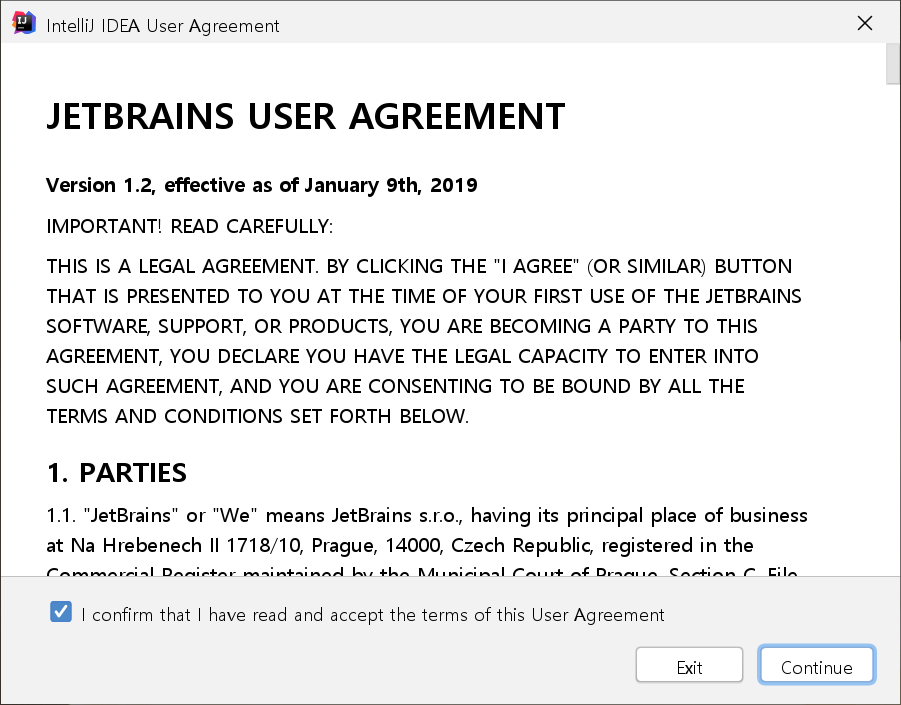 IntelliJ IDEA User Agreement
JETBRAINS USER AGREEMENT
Version 1.2, effective as of January 9th, 2019
IMPORTANT! READ CAREFULLY:
THIS IS A LEGAL AGREEMENT. BY CLICKING THE "I AGREE" (OR SIMILAR) BUTTON
THAT IS PRESENTED TO YOU AT THE TIME OF YOUR FIRST USE OF THE JETBRAINS
SOFTWARE, SUPPORT, OR PRODUCTS, YOU ARE BECOMING A PARTY TO THIS
AGREEMENT, YOU DECLARE YOU HAVE THE LEGAL CAPACITY TO ENTER INTO
SUCH AGREEMENT, AND YOU ARE CONSENTING TO BE BOUND BY ALL THE
TERMS AND CONDITIONS SET FORTH BELOW.
1. PARTIES
1.1. "JetBrains" or "We" means JetBrains s.r.o., having its principal place of business
at Na Hrebenech II 1718/10, Prague, 14000, Czech Republic, registered in the
Commercial Register maintained by the Municipal Court of Prague, Section C, File
I confirm that I have read and accept the terms of this User Agreement
Exit
Continue